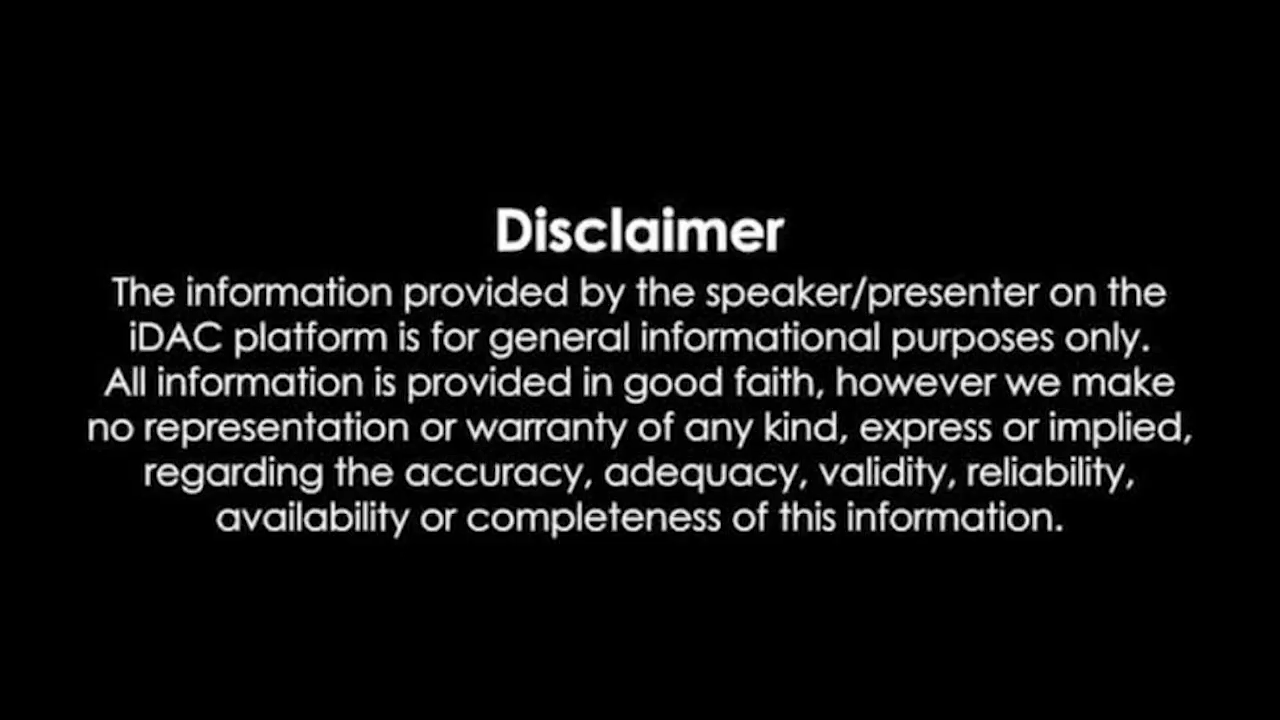 Disclaimer
The information provided by the speaker/presenter on the
iDAC platform is for general informational purposes only.
All information is provided in good faith, however we make
no representation or warranty of any kind, express or implied,
regarding the accuracy, adequacy, validity, reliability,
availability or completeness of this information.